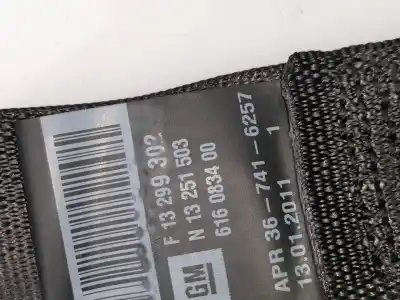 F 13 299 302
N 13 251 503
616 0834 00
GM
APR 36-741-6257
13.01.2011 1